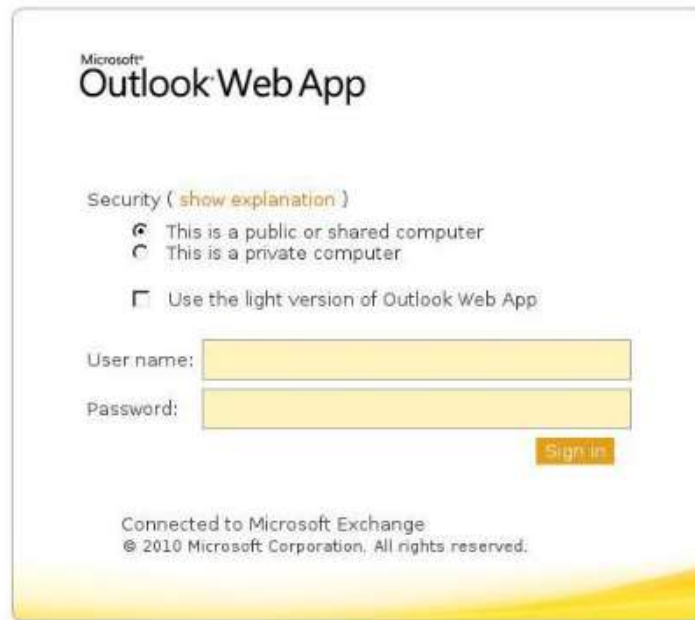 Microsoft®
Outlook® Web App
Security ( show explanation )
This is a public or shared computer
This is a private computer
Use the light version of Outlook Web App
User name:
Password:
Sign in
Connected to Microsoft Exchange
© 2010 Microsoft Corporation. All rights reserved.